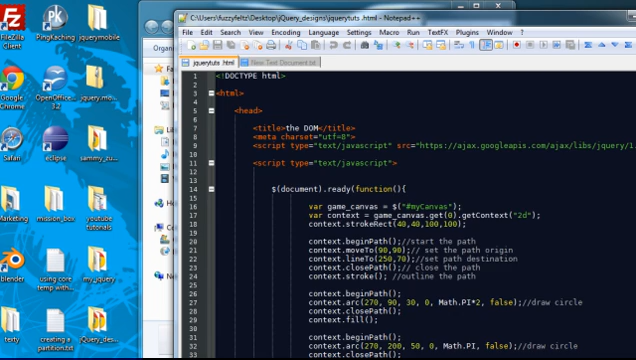 C:\Users\fuzzyfeltz\Desktop\jQuery_designs\jquerytuts .html - Notepad++
File Edit Search View Encoding Language Settings Macro Run TextFX Plugins Window ?
jquerytuts .html
New Text Document.txt
1 <!DOCTYPE html>
2
3 <html>
4
5 <head>
6
7 <title>the DOM</title>
8 <meta charset="utf=8">
9 <script type="text/javascript" src="https://ajax.googleapis.com/ajax/libs/jquery/1.
10
11 <script type="text/javascript">
12
13
14 $(document).ready(function(){
15
16 var game_canvas = $("#myCanvas");
17 var context = game_canvas.get(0).getContext("2d");
18 context.strokeRect(40,40,100,100);
19
20 context.beginPath();//start the path
21 context.moveTo(90,90);// set the path origin
22 context.lineTo(250,70);//set path destination
23 context.closePath();// close the path
24 context.stroke(); //outline the path
25
26 context.beginPath();
27 context.arc(270, 90, 30, 0, Math.PI*2, false);//draw circle
28 context.closePath();
29 context.fill();
30
31 context.beginPath();
32 context.arc(270, 200, 50, 0, Math.PI, false);//draw circle
33 context.closePath();
FileZilla Client
PingKaching
jquerymobile
Google Chrome
OpenOffice... 3.2
jquery.mo...
Safari
eclipse
sammy_zu...
Marketing
mission_box
youtube tutorials
blender
using core temp with...
my_jquery
texty
creating a partition.txt
jQuery_des...
Organi